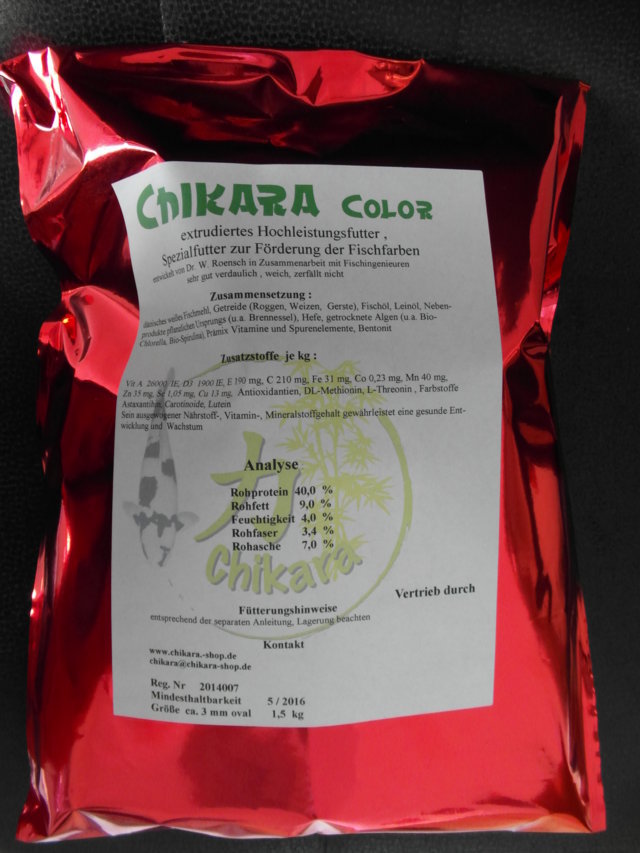 CHIKARA COLOR
extrudiertes Hochleistungsfutter ,
Spezialfutter zur Förderung der Fischfarben
entwickelt von Dr. W. Roensch in Zusammenarbeit mit Fischingenieuren
sehr gut verdaulich , weich, zerfällt nicht
Zusammensetzung :
dänisches weißes Fischmehl, Getreide (Roggen, Weizen, Gerste), Fischöl, Leinöl, Neben-
produkte pflanzlichen Ursprungs (u.a. Brennessel), Hefe, getrocknete Algen (u.a. Bio-
Chlorella, Bio-Spirulina), Prämix Vitamine und Spurenelemente, Bentonit
Zusatzstoffe je kg :
Vit A 26000 IE, D3 1900 IE, E 190 mg, C 210 mg, Fe 31 mg, Co 0,23 mg, Mn 40 mg,
Zn 35 mg, Se 1,05 mg, Cu 13 mg, Antioxidantien, DL-Methionin, L-Threonin , Farbstoffe
Astaxanthin, Carotinoide, Lutein
Sein ausgewogener Nährstoff-, Vitamin-, Mineralstoffgehalt gewährleistet eine gesunde Ent-
wicklung und Wachstum
Analyse
Rohprotein 40,0 %
Rohfett 9,0 %
Feuchtigkeit 4,0 %
Rohfaser 3,4 %
Rohasche 7,0 %
力
Chikara
Vertrieb durch
Fütterungshinweise
entsprechend der separaten Anleitung, Lagerung beachten
Kontakt
www.chikara.-shop.de
chikara@chikara-shop.de
Reg. Nr 2014007
Mindesthaltbarkeit 5 / 2016
Größe ca. 3 mm oval 1,5 kg